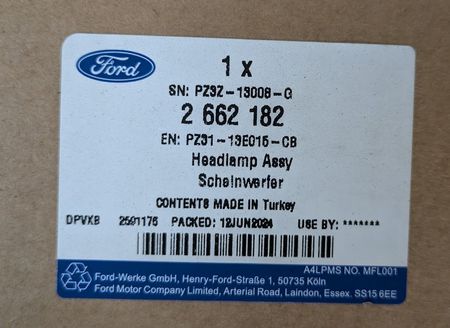 Ford
1 x
SN: PZ3Z-13008-G
2 662 182
EN: PZ31-13E015-CB
Headlamp Assy
Scheinwerfer
CONTENTS MADE IN Turkey
DPVXB 2591176 PACKED: 12JUN2024 USE BY: *******
A4LPMS NO. MFL001
Ford-Werke GmbH, Henry-Ford-Straße 1, 50735 Köln
Ford Motor Company Limited, Arterial Road, Laindon, Essex. SS15 6EE